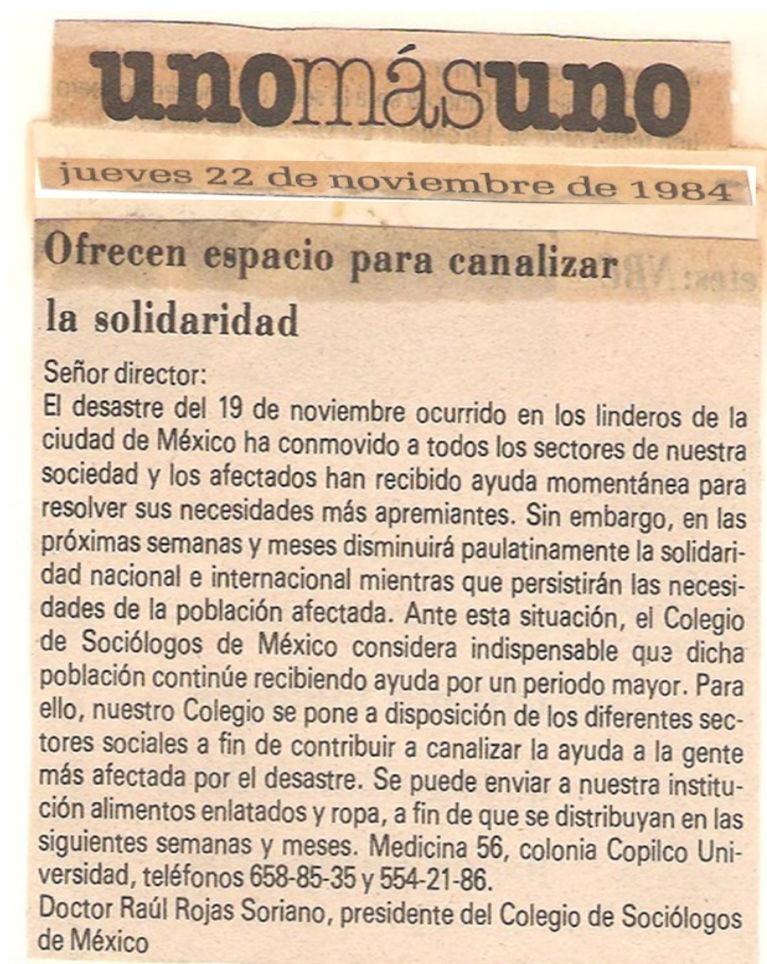 unomásuno
jueves 22 de noviembre de 1984
Ofrecen espacio para canalizar
la solidaridad
Señor director:
El desastre del 19 de noviembre ocurrido en los linderos de la
ciudad de México ha conmovido a todos los sectores de nuestra
sociedad y los afectados han recibido ayuda momentánea para
resolver sus necesidades más apremiantes. Sin embargo, en las
próximas semanas y meses disminuirá paulatinamente la solidari-
dad nacional e internacional mientras que persistirán las necesi-
dades de la población afectada. Ante esta situación, el Colegio
de Sociólogos de México considera indispensable que dicha
población continúe recibiendo ayuda por un periodo mayor. Para
ello, nuestro Colegio se pone a disposición de los diferentes sec-
tores sociales a fin de contribuir a canalizar la ayuda a la gente
más afectada por el desastre. Se puede enviar a nuestra institu-
ción alimentos enlatados y ropa, a fin de que se distribuyan en las
siguientes semanas y meses. Medicina 56, colonia Copilco Uni-
versidad, teléfonos 658-85-35 y 554-21-86.
Doctor Raúl Rojas Soriano, presidente del Colegio de Sociólogos
de México